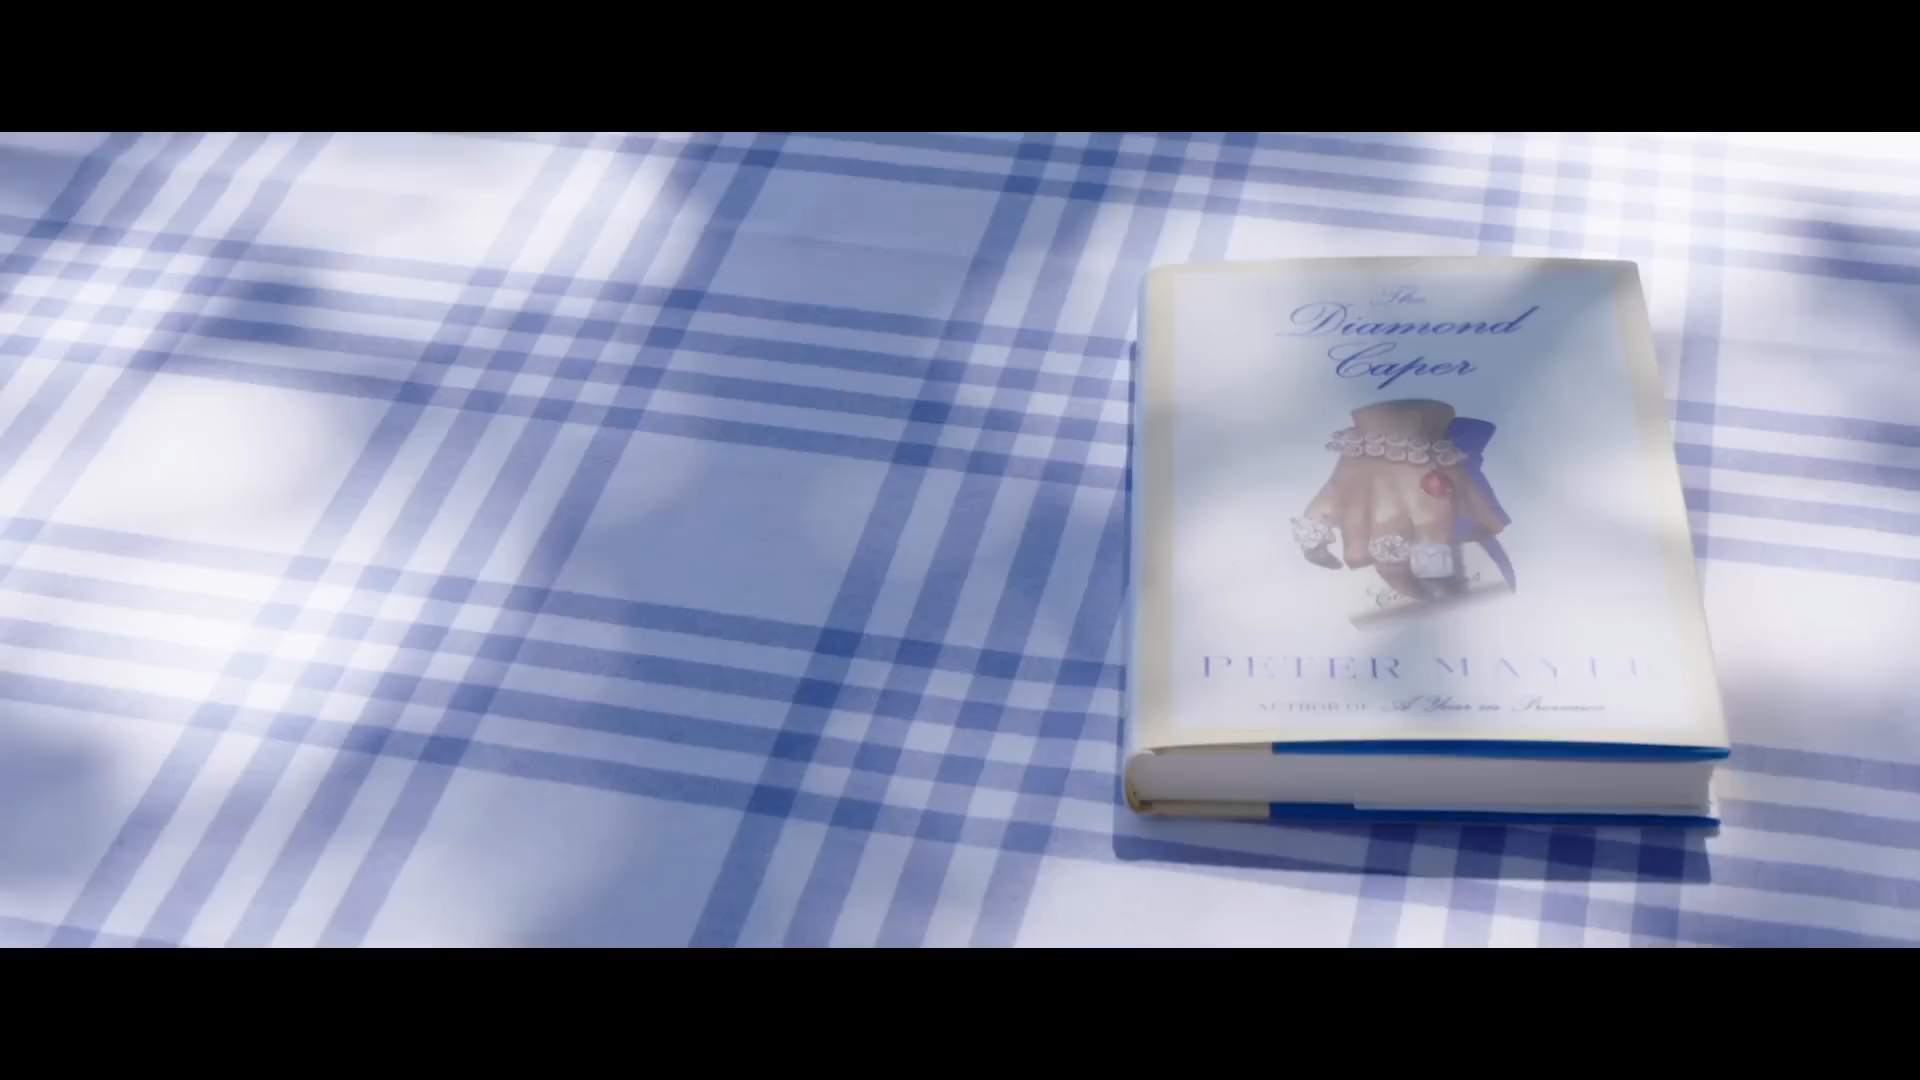 The
Diamond
Caper
PETER MAYLE
AUTHOR OF A Year in Provence